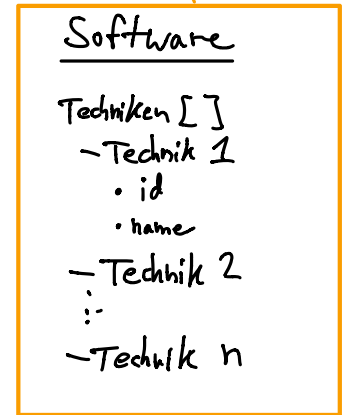 Software
Techniken []
- Technik 1
• id
• name
- Technik 2
:-
- Technik n